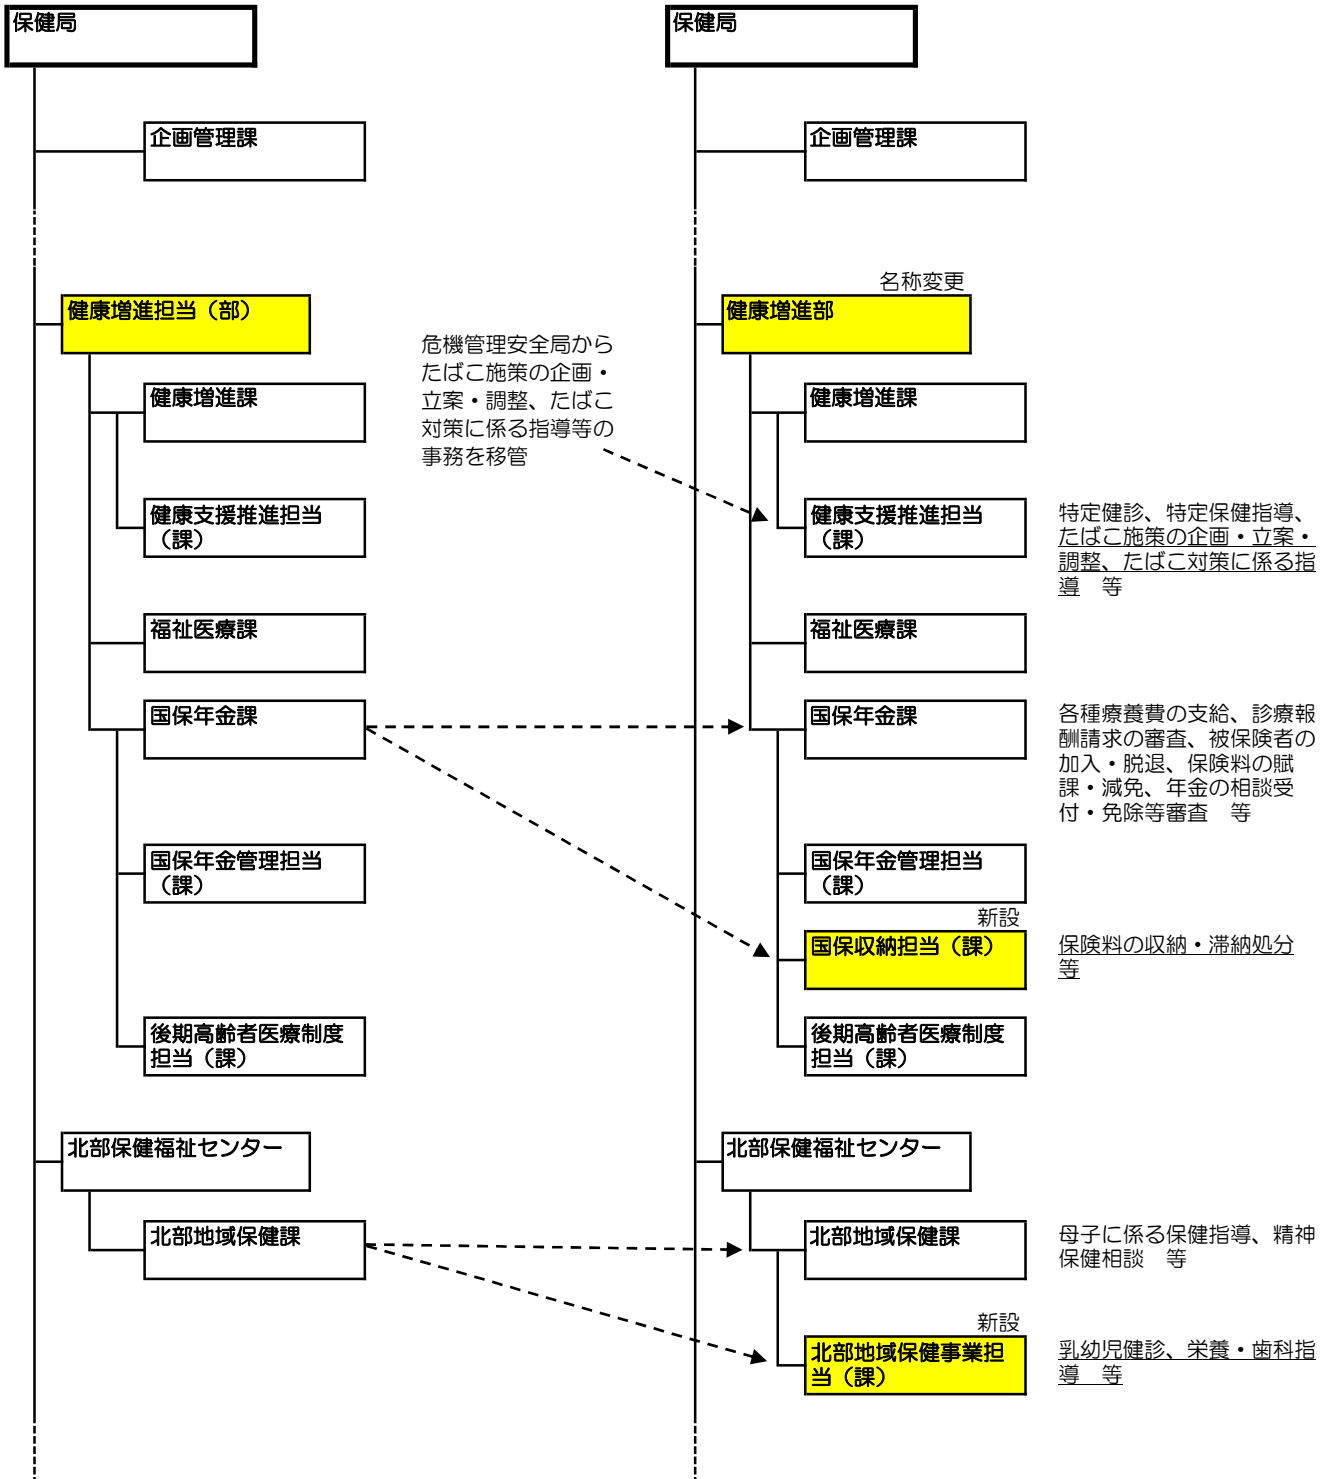 保健局
企画管理課
健康増進担当（部）
健康増進課
健康支援推進担当
（課）
福祉医療課
国保年金課
国保年金管理担当
（課）
後期高齢者医療制度
担当（課）
北部保健福祉センター
北部地域保健課
危機管理安全局から
たばこ施策の企画・
立案・調整、たばこ
対策に係る指導等の
事務を移管
保健局
企画管理課
名称変更
健康増進部
健康増進課
健康支援推進担当
（課）
特定健診、特定保健指導、
たばこ施策の企画・立案・
調整、たばこ対策に係る指
導　等
福祉医療課
国保年金課
各種療養費の支給、診療報
酬請求の審査、被保険者の
加入・脱退、保険料の賦
課・減免、年金の相談受
付・免除等審査　等
国保年金管理担当
（課）
新設
国保収納担当（課）
保険料の収納・滞納処分
等
後期高齢者医療制度
担当（課）
北部保健福祉センター
北部地域保健課
母子に係る保健指導、精神
保健相談　等
新設
北部地域保健事業担
当（課）
乳幼児健診、栄養・歯科指
導　等